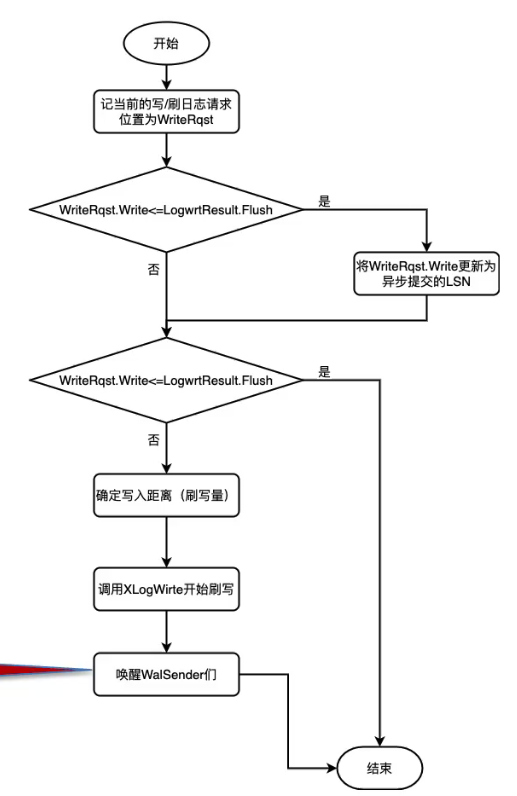 开始
记当前的写/刷日志请求
位置为WriteRqst
WriteRqst.Write<=LogwrtResult.Flush
是
否
将WriteRqst.Write更新为
异步提交的LSN
WriteRqst.Write<=LogwrtResult.Flush
是
否
确定写入距离（刷写量）
调用XLogWirte开始刷写
唤醒WalSender们
结束